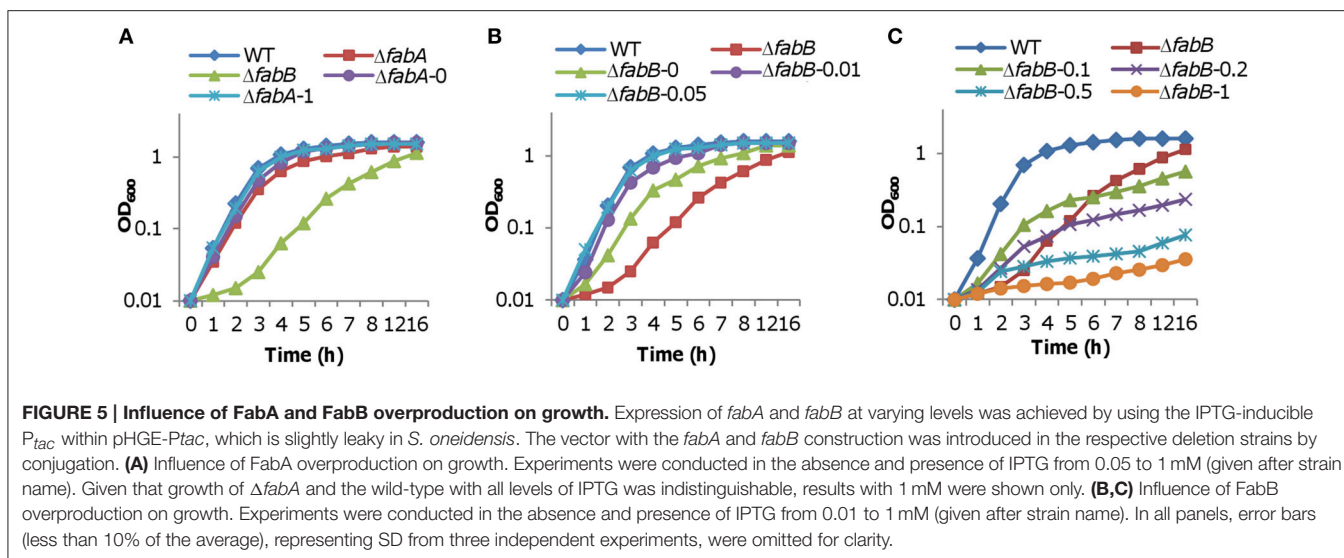 A
WT
ΔfabA
ΔfabB
ΔfabA-0
ΔfabA-1
OD600
1
0.1
0.01
0 1 2 3 4 5 6 7 8 1216
Time (h)
B
WT
ΔfabB
ΔfabB-0
ΔfabB-0.01
ΔfabB-0.05
OD600
1
0.1
0.01
0 1 2 3 4 5 6 7 8 1216
Time (h)
C
WT
ΔfabB
ΔfabB-0.1
ΔfabB-0.2
ΔfabB-0.5
ΔfabB-1
OD600
1
0.1
0.01
0 1 2 3 4 5 6 7 8 1216
Time (h)
FIGURE 5 | Influence of FabA and FabB overproduction on growth. Expression of fabA and fabB at varying levels was achieved by using the IPTG-inducible
Ptac within pHGE-Ptac, which is slightly leaky in S. oneidensis. The vector with the fabA and fabB construction was introduced in the respective deletion strains by
conjugation. (A) Influence of FabA overproduction on growth. Experiments were conducted in the absence and presence of IPTG from 0.05 to 1 mM (given after strain
name). Given that growth of ΔfabA and the wild-type with all levels of IPTG was indistinguishable, results with 1 mM were shown only. (B,C) Influence of FabB
overproduction on growth. Experiments were conducted in the absence and presence of IPTG from 0.01 to 1 mM (given after strain name). In all panels, error bars
(less than 10% of the average), representing SD from three independent experiments, were omitted for clarity.